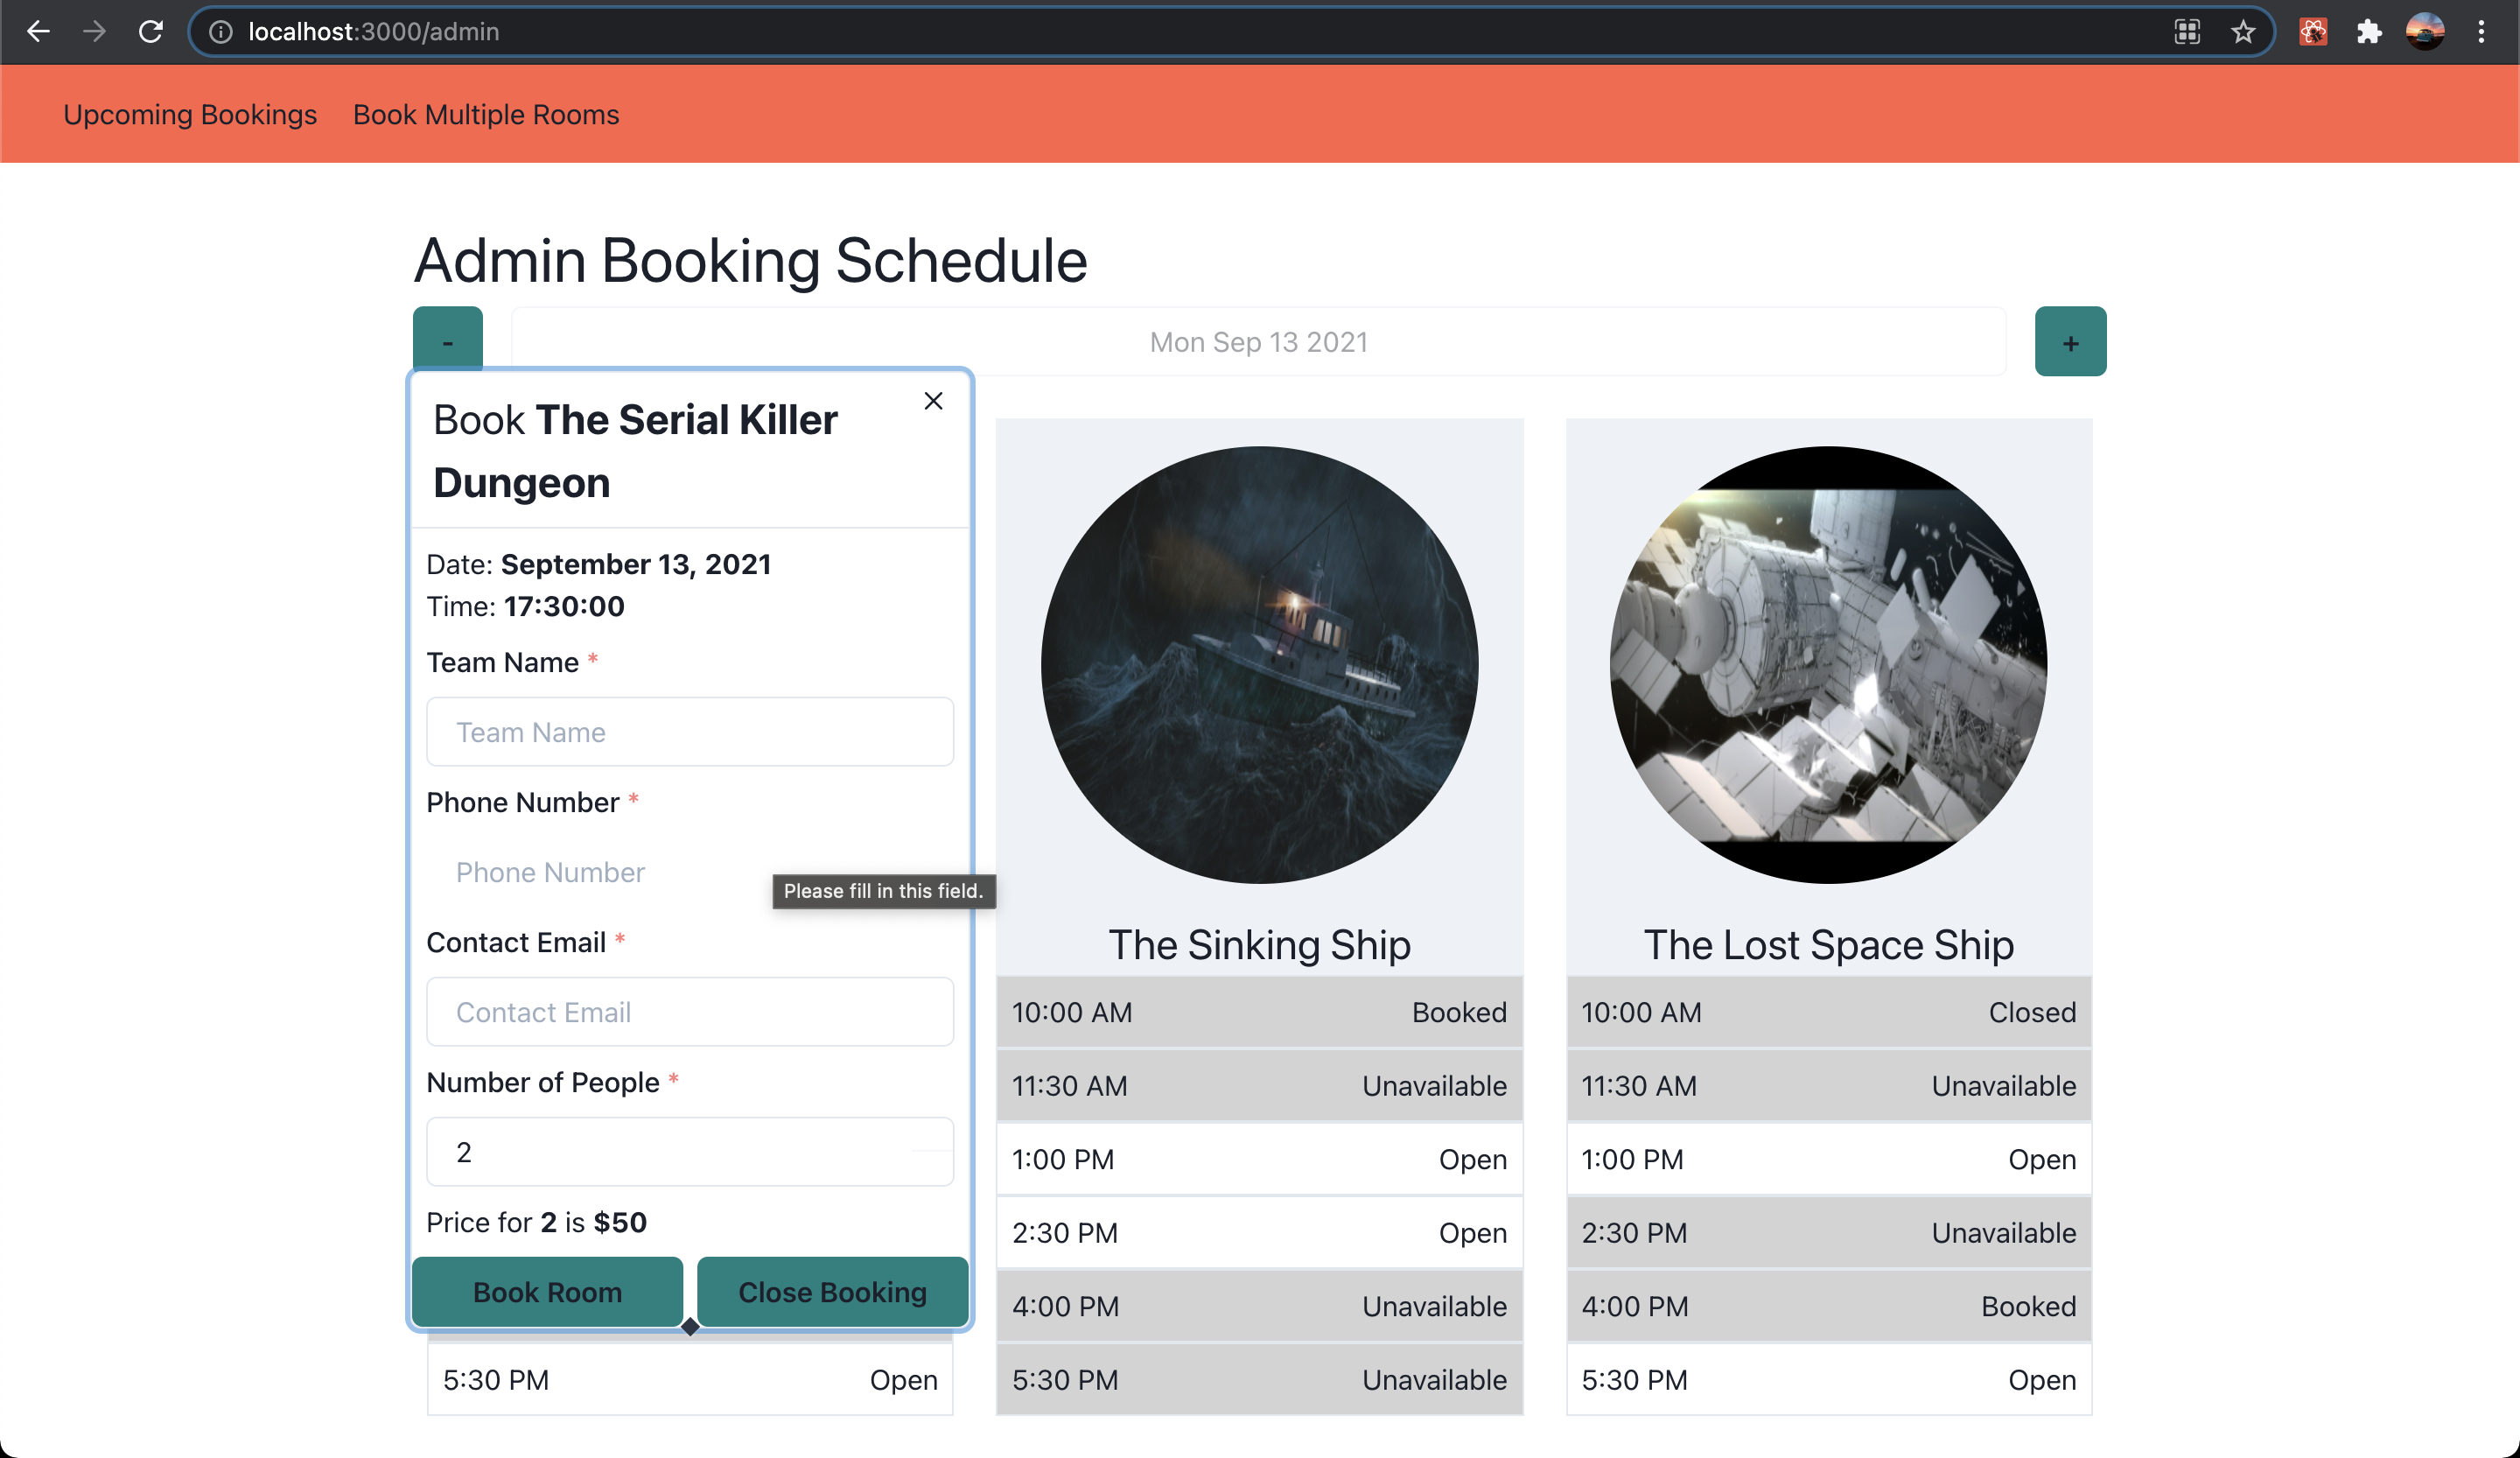 localhost:3000/admin
Upcoming Bookings Book Multiple Rooms
Admin Booking Schedule
- Mon Sep 13 2021 +
Book The Serial Killer
Dungeon
Date: September 13, 2021
Time: 17:30:00
Team Name *
Team Name
Phone Number *
Phone Number
Please fill in this field.
Contact Email *
Contact Email
Number of People *
2
Price for 2 is $50
Book Room Close Booking
5:30 PM Open
The Sinking Ship
10:00 AM Booked
11:30 AM Unavailable
1:00 PM Open
2:30 PM Open
4:00 PM Unavailable
5:30 PM Unavailable
The Lost Space Ship
10:00 AM Closed
11:30 AM Unavailable
1:00 PM Open
2:30 PM Unavailable
4:00 PM Booked
5:30 PM Open